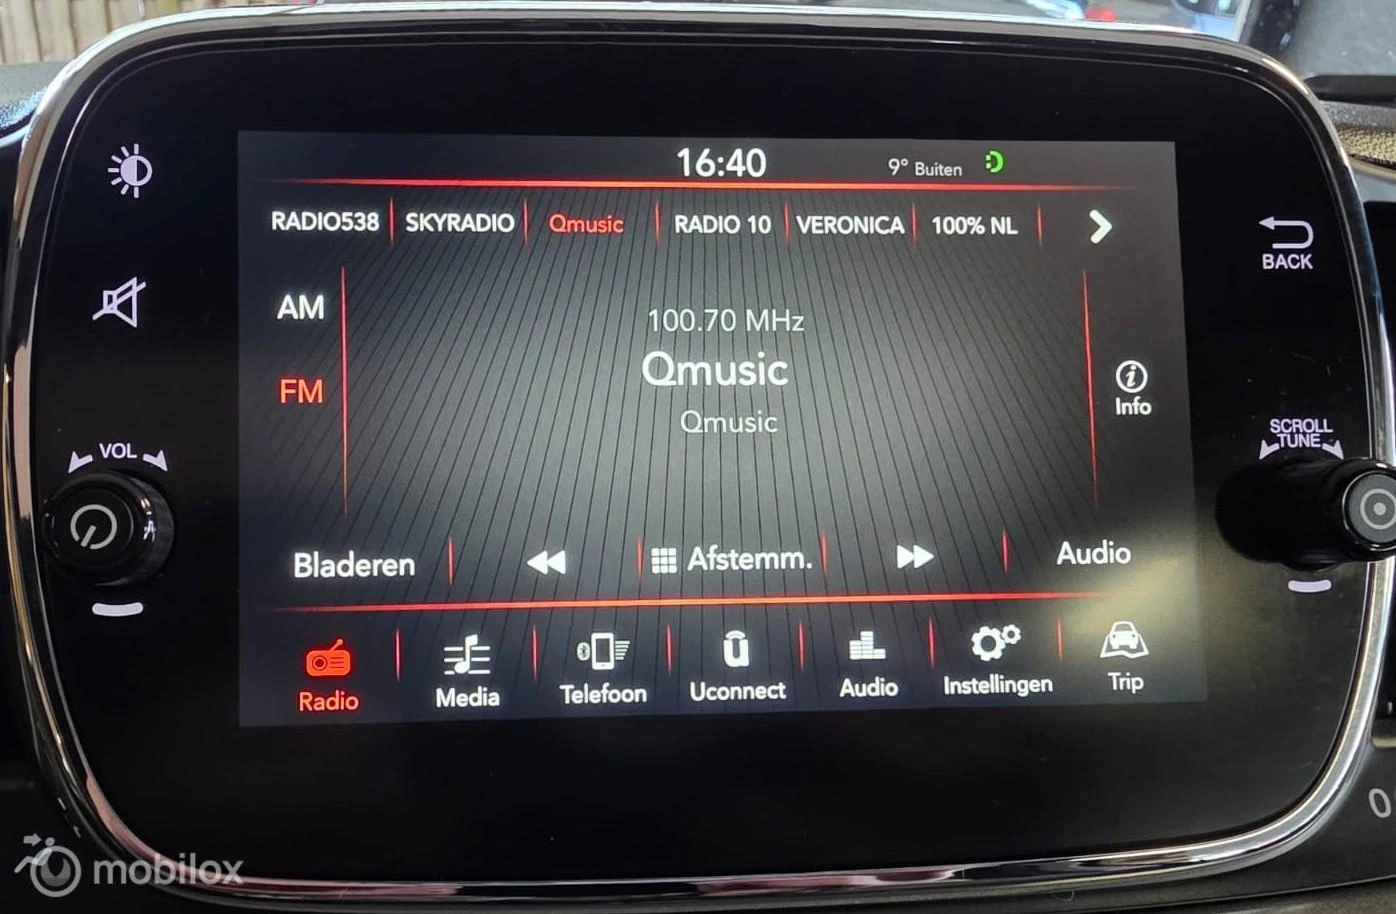 16:40
9° Buiten
RADIO538 SKYRADIO Qmusic RADIO 10 VERONICA 100% NL
AM
FM
100.70 MHz
Qmusic
Qmusic
Info
BACK
VOL
SCROLL
TUNE
Bladeren Afstemm. Audio
Radio Media Telefoon Uconnect Audio Instellingen Trip
mobilox